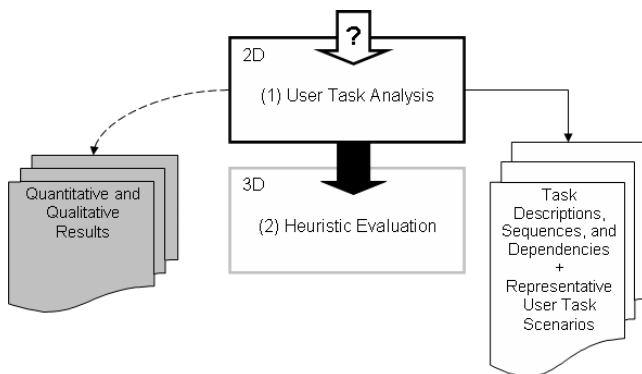 ?
2D
(1) User Task Analysis
3D
(2) Heuristic Evaluation
Quantitative and
Qualitative
Results
Task
Descriptions,
Sequences, and
Dependencies
+
Representative
User Task
Scenarios